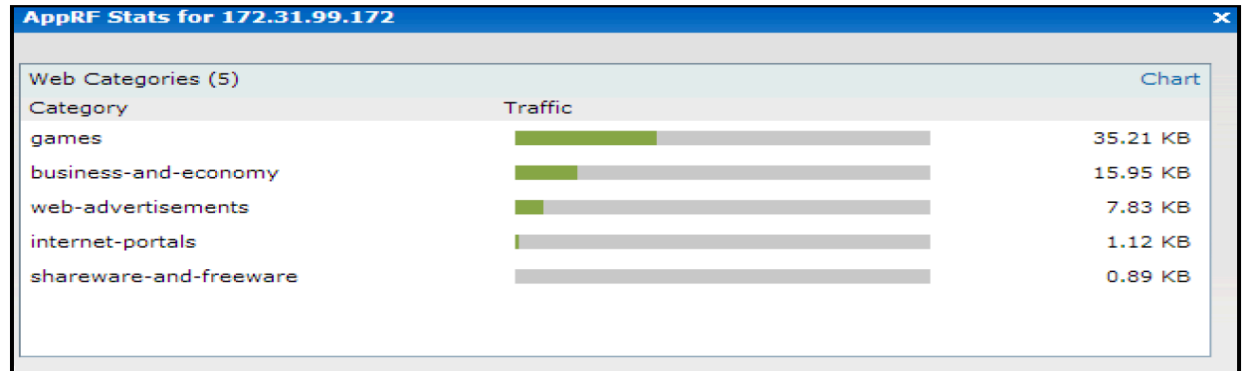 AppRF Stats for 172.31.99.172 x
Web Categories (5) Chart
Category Traffic
games 35.21 KB
business-and-economy 15.95 KB
web-advertisements 7.83 KB
internet-portals 1.12 KB
shareware-and-freeware 0.89 KB